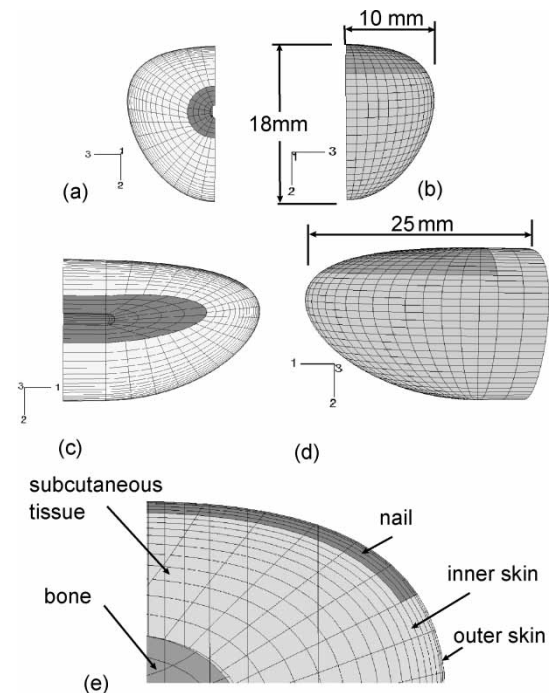 10 mm
18mm
3
1
2
(a)
1
3
2
(b)
25 mm
3
1
2
(c)
1
3
2
(d)
subcutaneous
tissue
bone
nail
inner skin
outer skin
(e)